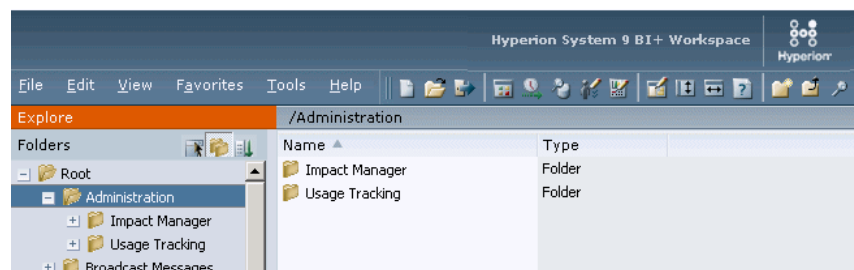 Hyperion System 9 BI+ Workspace
Hyperion
File Edit View Favorites Tools Help
Explore
/Administration
Folders
Name
Type
Root
Impact Manager
Folder
Administration
Usage Tracking
Folder
Impact Manager
Usage Tracking
Broadcast Messages